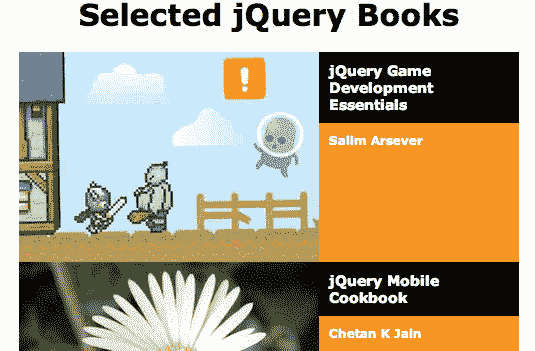 Selected jQuery Books
!
jQuery Game
Development
Essentials
Salim Arsever
jQuery Mobile
Cookbook
Chetan K Jain